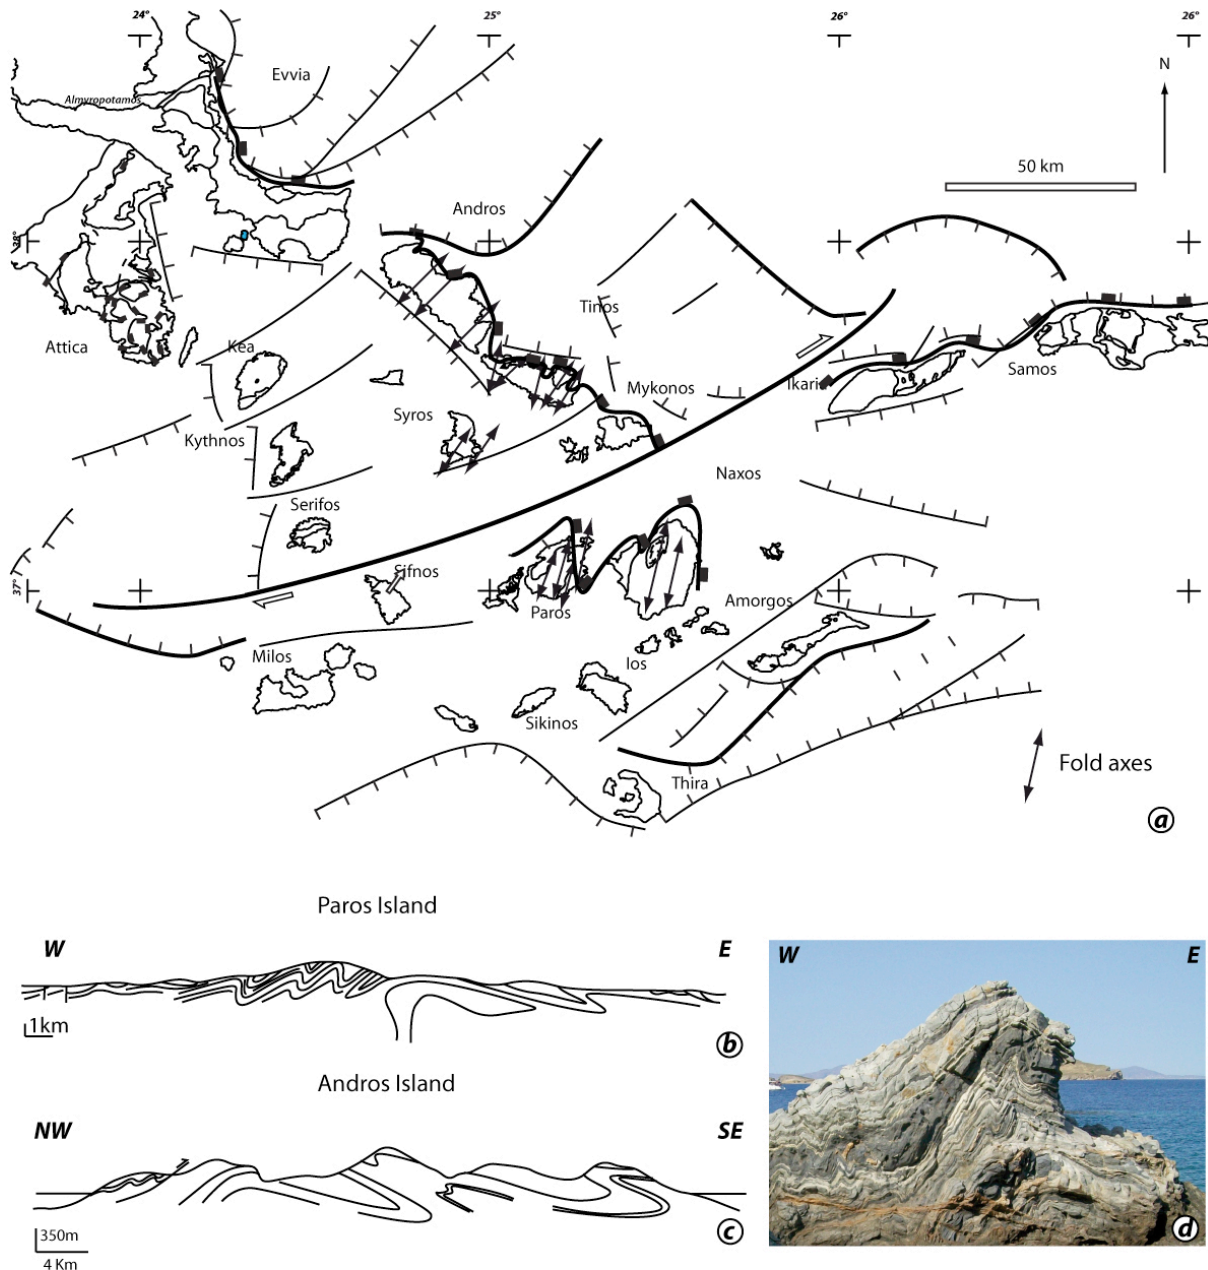 24°
25°
26°
26°
N
Evvia
Almyropotamos
50 km
Andros
38°
Tinos
Attica
Kea
Ikaria
Samos
Syros
Mykonos
Kythnos
Naxos
Serifos
Sifnos
37°
Paros
Amorgos
Milos
Ios
Sikinos
Thira
Fold axes
a
Paros Island
W
E
1km
b
Andros Island
NW
SE
350m
4 Km
c
W
E
d